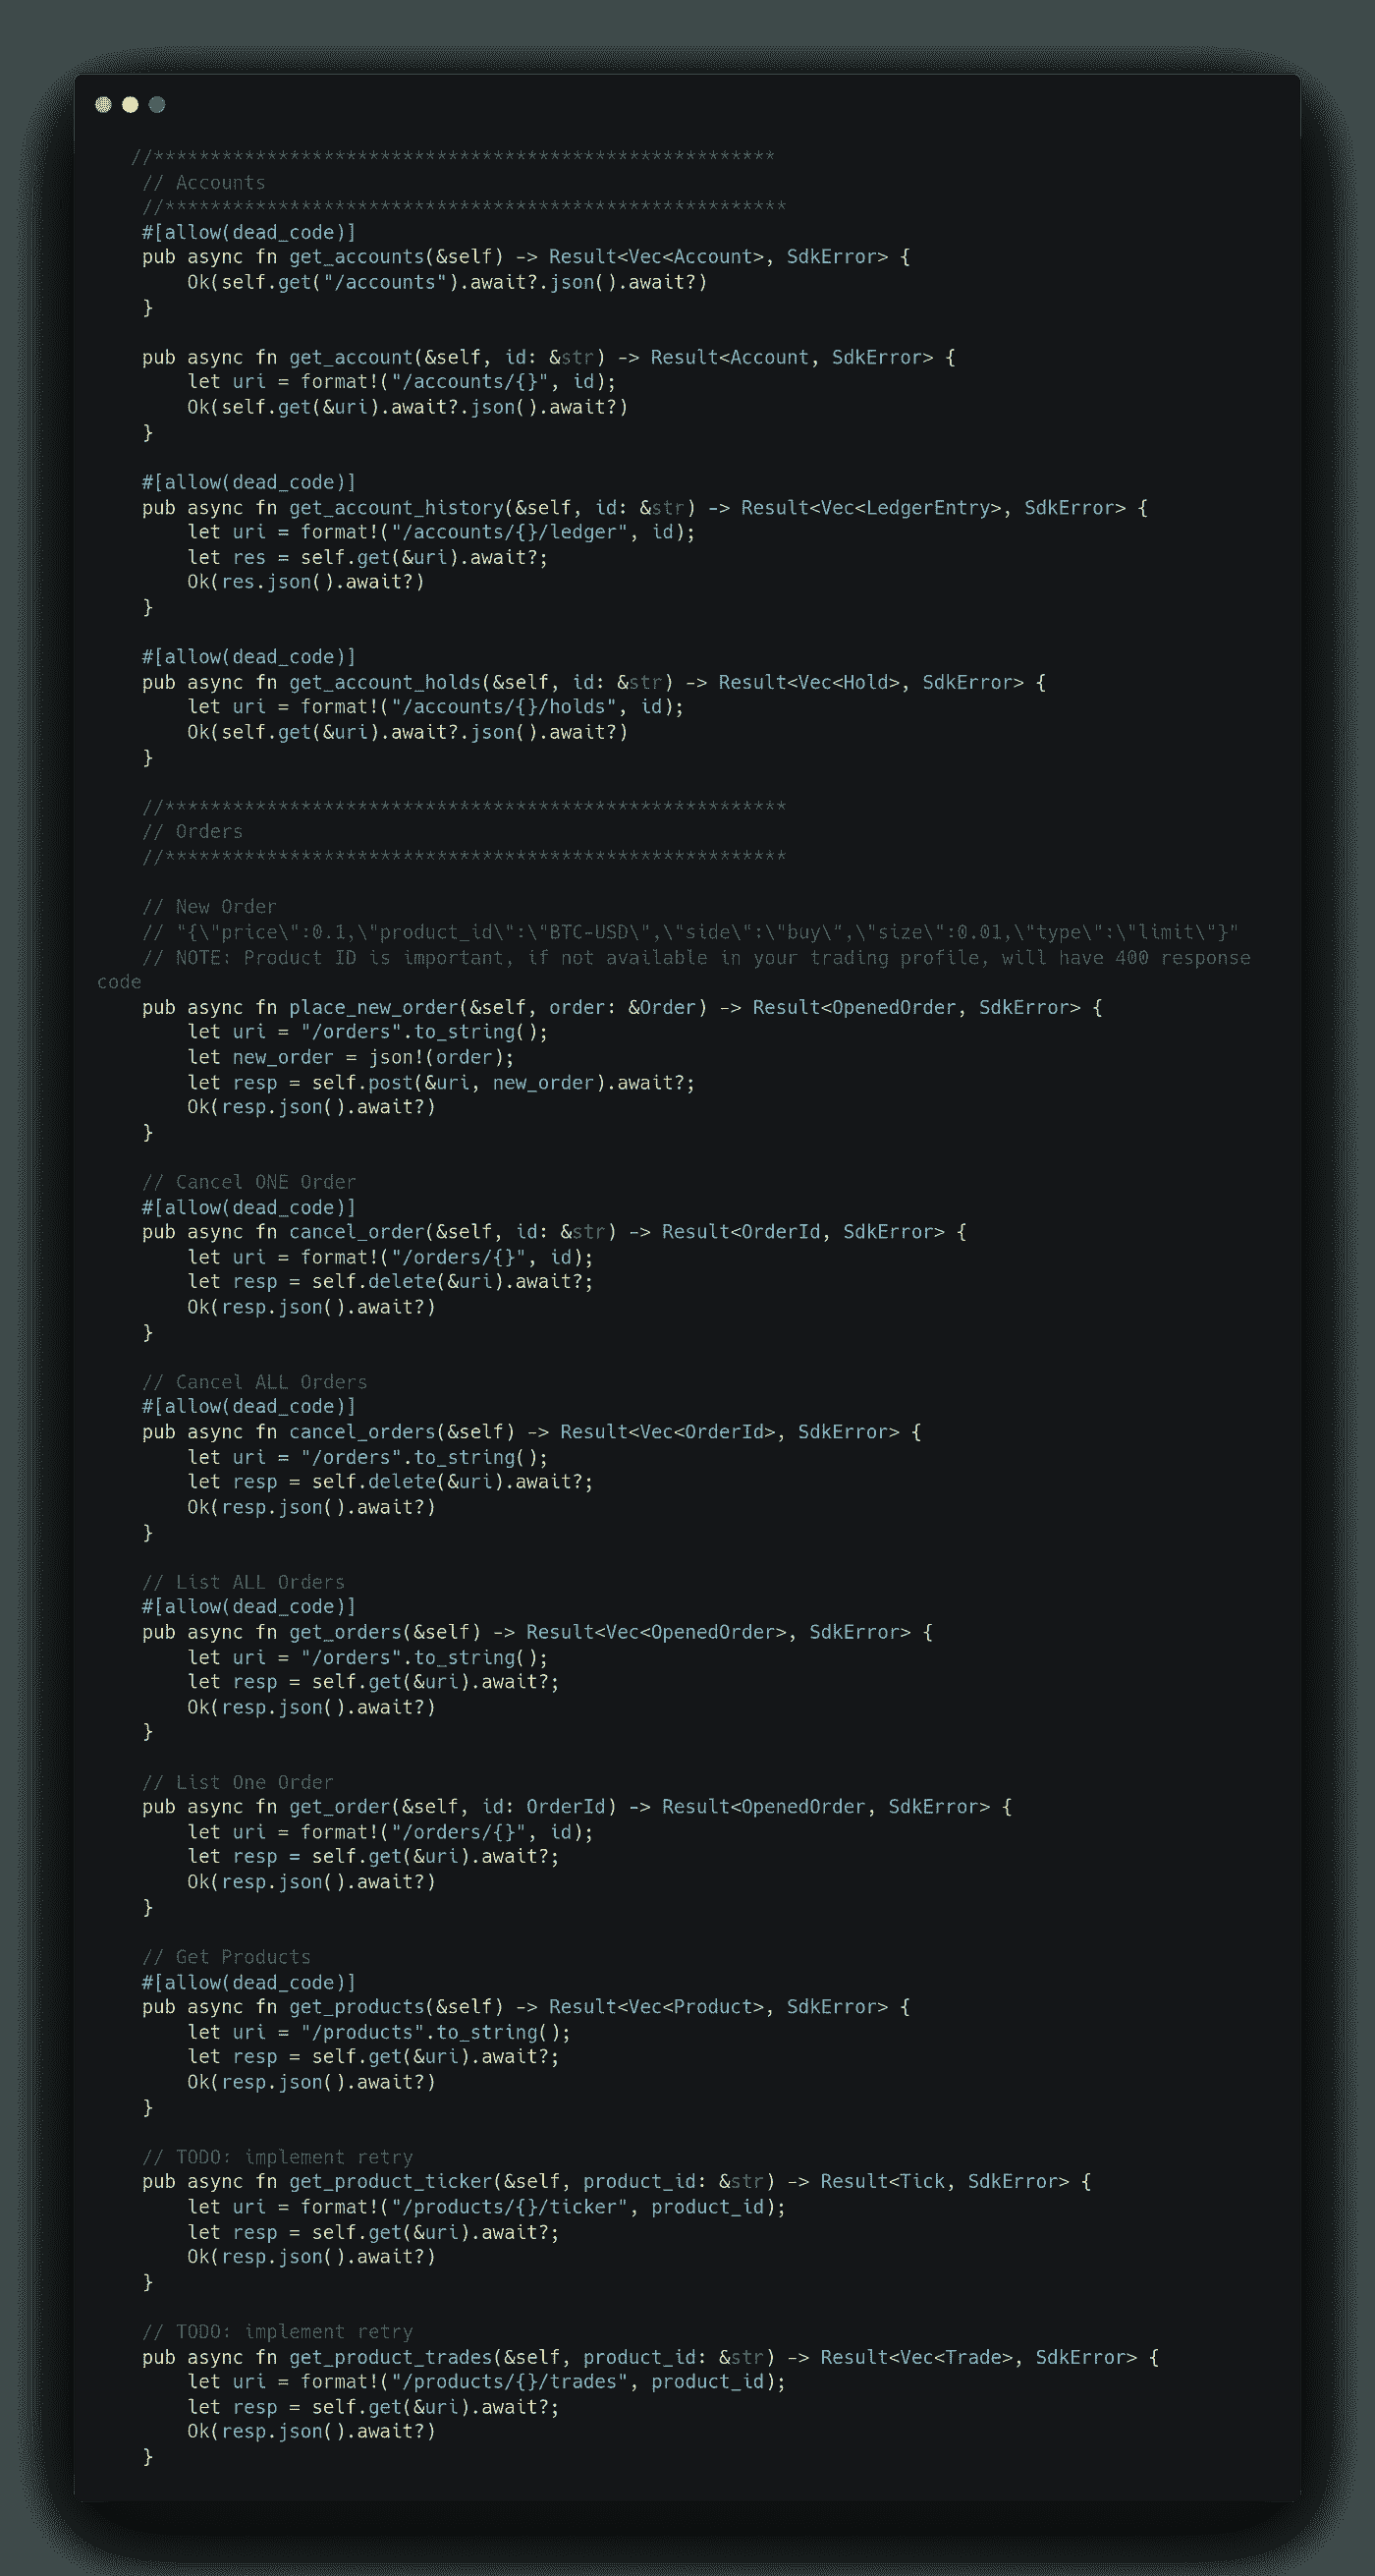 //*******************************************************
// Accounts
//*******************************************************
#[allow(dead_code)]
pub async fn get_accounts(&self) -> Result<Vec<Account>, SdkError> {
    Ok(self.get("/accounts").await?.json().await?)
}

pub async fn get_account(&self, id: &str) -> Result<Account, SdkError> {
    let uri = format!("/accounts/{}", id);
    Ok(self.get(&uri).await?.json().await?)
}

#[allow(dead_code)]
pub async fn get_account_history(&self, id: &str) -> Result<Vec<LedgerEntry>, SdkError> {
    let uri = format!("/accounts/{}/ledger", id);
    let res = self.get(&uri).await?;
    Ok(res.json().await?)
}

#[allow(dead_code)]
pub async fn get_account_holds(&self, id: &str) -> Result<Vec<Hold>, SdkError> {
    let uri = format!("/accounts/{}/holds", id);
    Ok(self.get(&uri).await?.json().await?)
}

//*******************************************************
// Orders
//*******************************************************

// New Order
// "{\"price\":0.1,\"product_id\":\"BTC-USD\",\"side\":\"buy\",\"size\":0.01,\"type\":\"limit\"}"
// NOTE: Product ID is important, if not available in your trading profile, will have 400 response
code
pub async fn place_new_order(&self, order: &Order) -> Result<OpenedOrder, SdkError> {
    let uri = "/orders".to_string();
    let new_order = json!(order);
    let resp = self.post(&uri, new_order).await?;
    Ok(resp.json().await?)
}

// Cancel ONE Order
#[allow(dead_code)]
pub async fn cancel_order(&self, id: &str) -> Result<OrderId, SdkError> {
    let uri = format!("/orders/{}", id);
    let resp = self.delete(&uri).await?;
    Ok(resp.json().await?)
}

// Cancel ALL Orders
#[allow(dead_code)]
pub async fn cancel_orders(&self) -> Result<Vec<OrderId>, SdkError> {
    let uri = "/orders".to_string();
    let resp = self.delete(&uri).await?;
    Ok(resp.json().await?)
}

// List ALL Orders
#[allow(dead_code)]
pub async fn get_orders(&self) -> Result<Vec<OpenedOrder>, SdkError> {
    let uri = "/orders".to_string();
    let resp = self.get(&uri).await?;
    Ok(resp.json().await?)
}

// List One Order
pub async fn get_order(&self, id: OrderId) -> Result<OpenedOrder, SdkError> {
    let uri = format!("/orders/{}", id);
    let resp = self.get(&uri).await?;
    Ok(resp.json().await?)
}

// Get Products
#[allow(dead_code)]
pub async fn get_products(&self) -> Result<Vec<Product>, SdkError> {
    let uri = "/products".to_string();
    let resp = self.get(&uri).await?;
    Ok(resp.json().await?)
}

// TODO: implement retry
pub async fn get_product_ticker(&self, product_id: &str) -> Result<Tick, SdkError> {
    let uri = format!("/products/{}/ticker", product_id);
    let resp = self.get(&uri).await?;
    Ok(resp.json().await?)
}

// TODO: implement retry
pub async fn get_product_trades(&self, product_id: &str) -> Result<Vec<Trade>, SdkError> {
    let uri = format!("/products/{}/trades", product_id);
    let resp = self.get(&uri).await?;
    Ok(resp.json().await?)
}